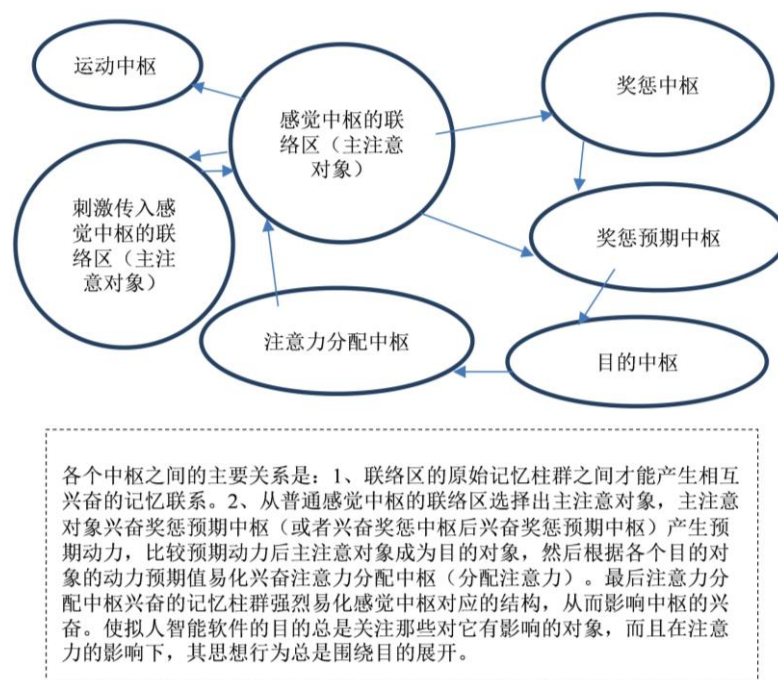 运动中枢
感觉中枢的联
络区（主注意
对象）
奖惩中枢
刺激传入感
觉中枢的联
络区（主注
意对象）
奖惩预期中枢
注意力分配中枢
目的中枢
各个中枢之间的主要关系是：1、联络区的原始记忆柱群之间才能产生相互
兴奋的记忆联系。2、从普通感觉中枢的联络区选择出主注意对象，主注意
对象兴奋奖惩预期中枢（或者兴奋奖惩中枢后兴奋奖惩预期中枢）产生预
期动力，比较预期动力后主注意对象成为目的对象，然后根据各个目的对
象的动力预期值易化兴奋注意力分配中枢（分配注意力）。最后注意力分
配中枢兴奋的记忆柱群强烈易化感觉中枢对应的结构，从而影响中枢的兴
奋。使拟人智能软件的目的总是关注那些对它有影响的对象，而且在注意
力的影响下，其思想行为总是围绕目的展开。